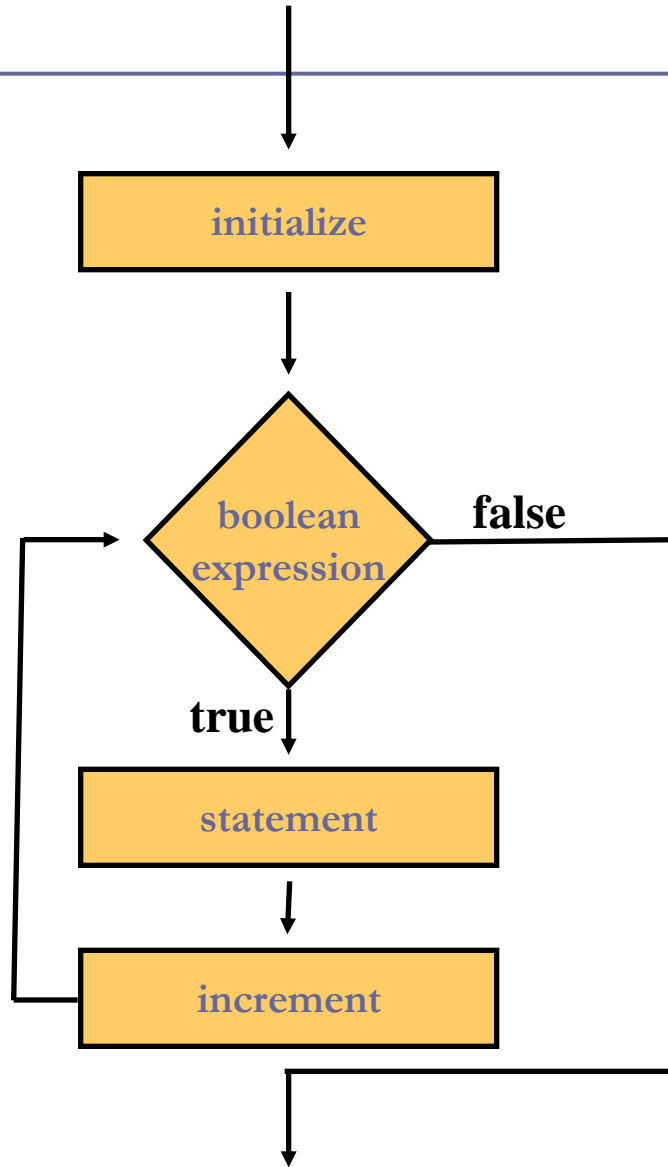 initialize
boolean
expression
false
true
statement
increment